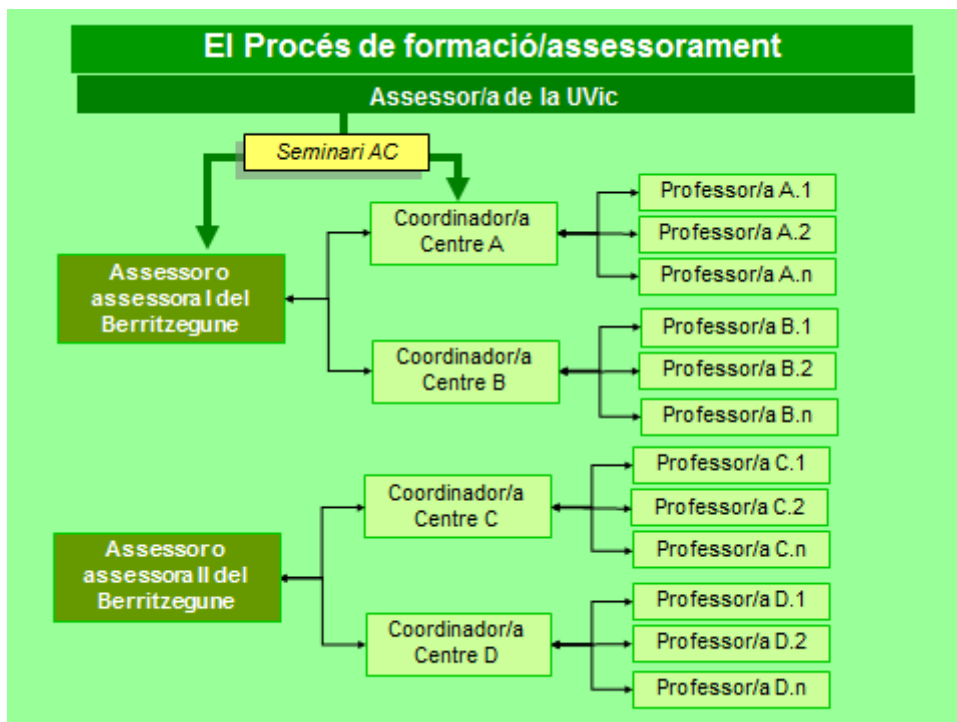 El Procés de formació/assessorament
Assessor/a de la UVic
Seminari AC
Coordinador/a
Centre A
Professor/a A.1
Professor/a A.2
Professor/a A.n
Assessor o
assessora I del
Berritzegune
Coordinador/a
Centre B
Professor/a B.1
Professor/a B.2
Professor/a B.n
Coordinador/a
Centre C
Professor/a C.1
Professor/a C.2
Professor/a C.n
Assessor o
assessora II del
Berritzegune
Coordinador/a
Centre D
Professor/a D.1
Professor/a D.2
Professor/a D.n